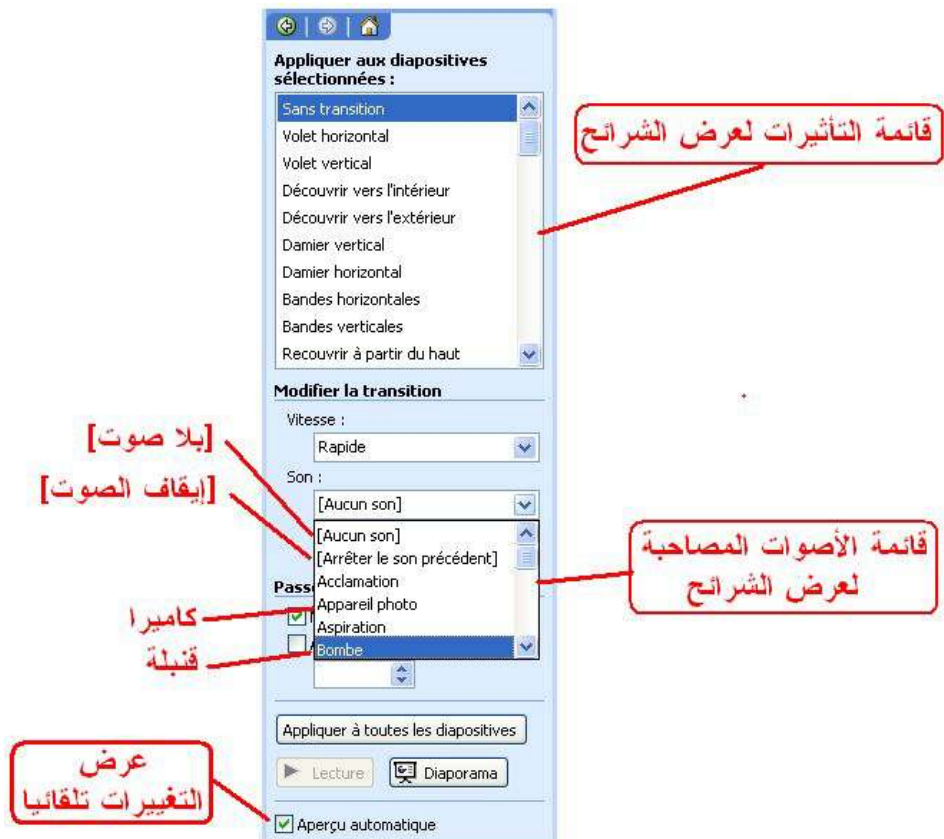 Appliquer aux diapositives
sélectionnées :
Sans transition
Volet horizontal
Volet vertical
Découvrir vers l'intérieur
Découvrir vers l'extérieur
Damier vertical
Damier horizontal
Bandes horizontales
Bandes verticales
Recouvrir à partir du haut
قائمة التأثيرات لعرض الشرائح
Modifier la transition
Vitesse :
Rapide
Son :
[Aucun son]
[Aucun son]
[Arrêter le son précédent]
Acclamation
Appareil photo
Aspiration
Bombe
[بلا صوت]
[إيقاف الصوت]
كاميرا
قنبلة
قائمة الأصوات المصاحبة
لعرض الشرائح
Appliquer à toutes les diapositives
Lecture
Diaporama
Aperçu automatique
عرض
التغييرات تلقائيا